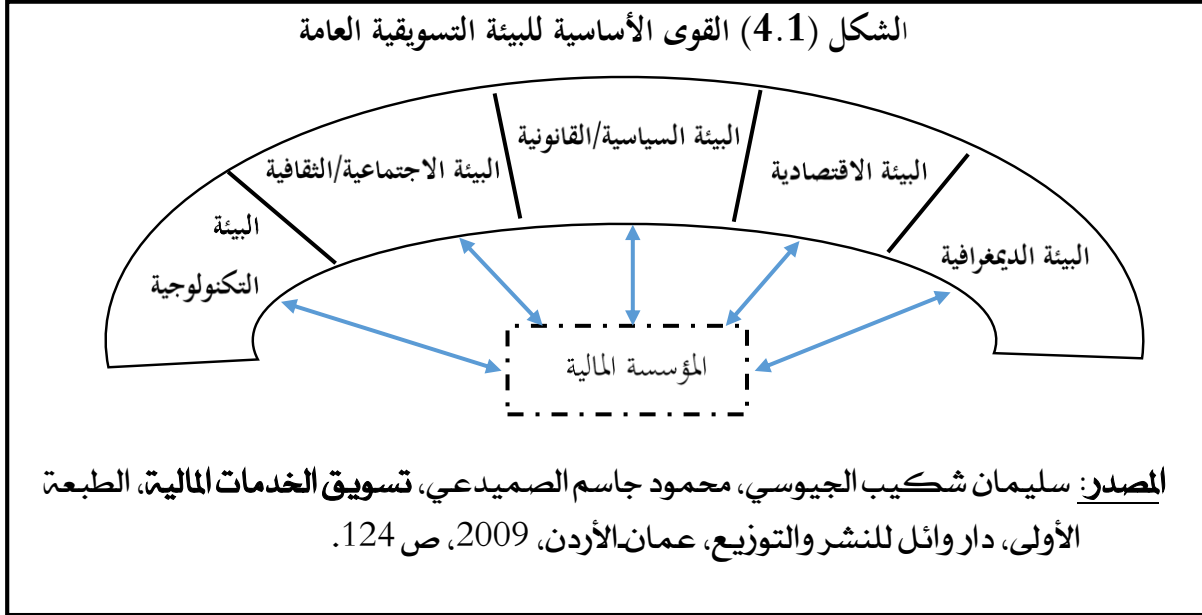 الشكل (4.1) القوى الأساسية للبيئة التسويقية العامة
البيئة السياسية/القانونية
البيئة الاقتصادية
البيئة الاجتماعية/الثقافية
البيئة الديمغرافية
البيئة
التكنولوجية
المؤسسة المالية
المصدر: سليمان شكيب الجيوسي، محمود جاسم الصميدعي، تسويق الخدمات المالية، الطبعة
الأولى، دار وائل للنشر والتوزيع، عمان.الأردن، 2009، ص 124.